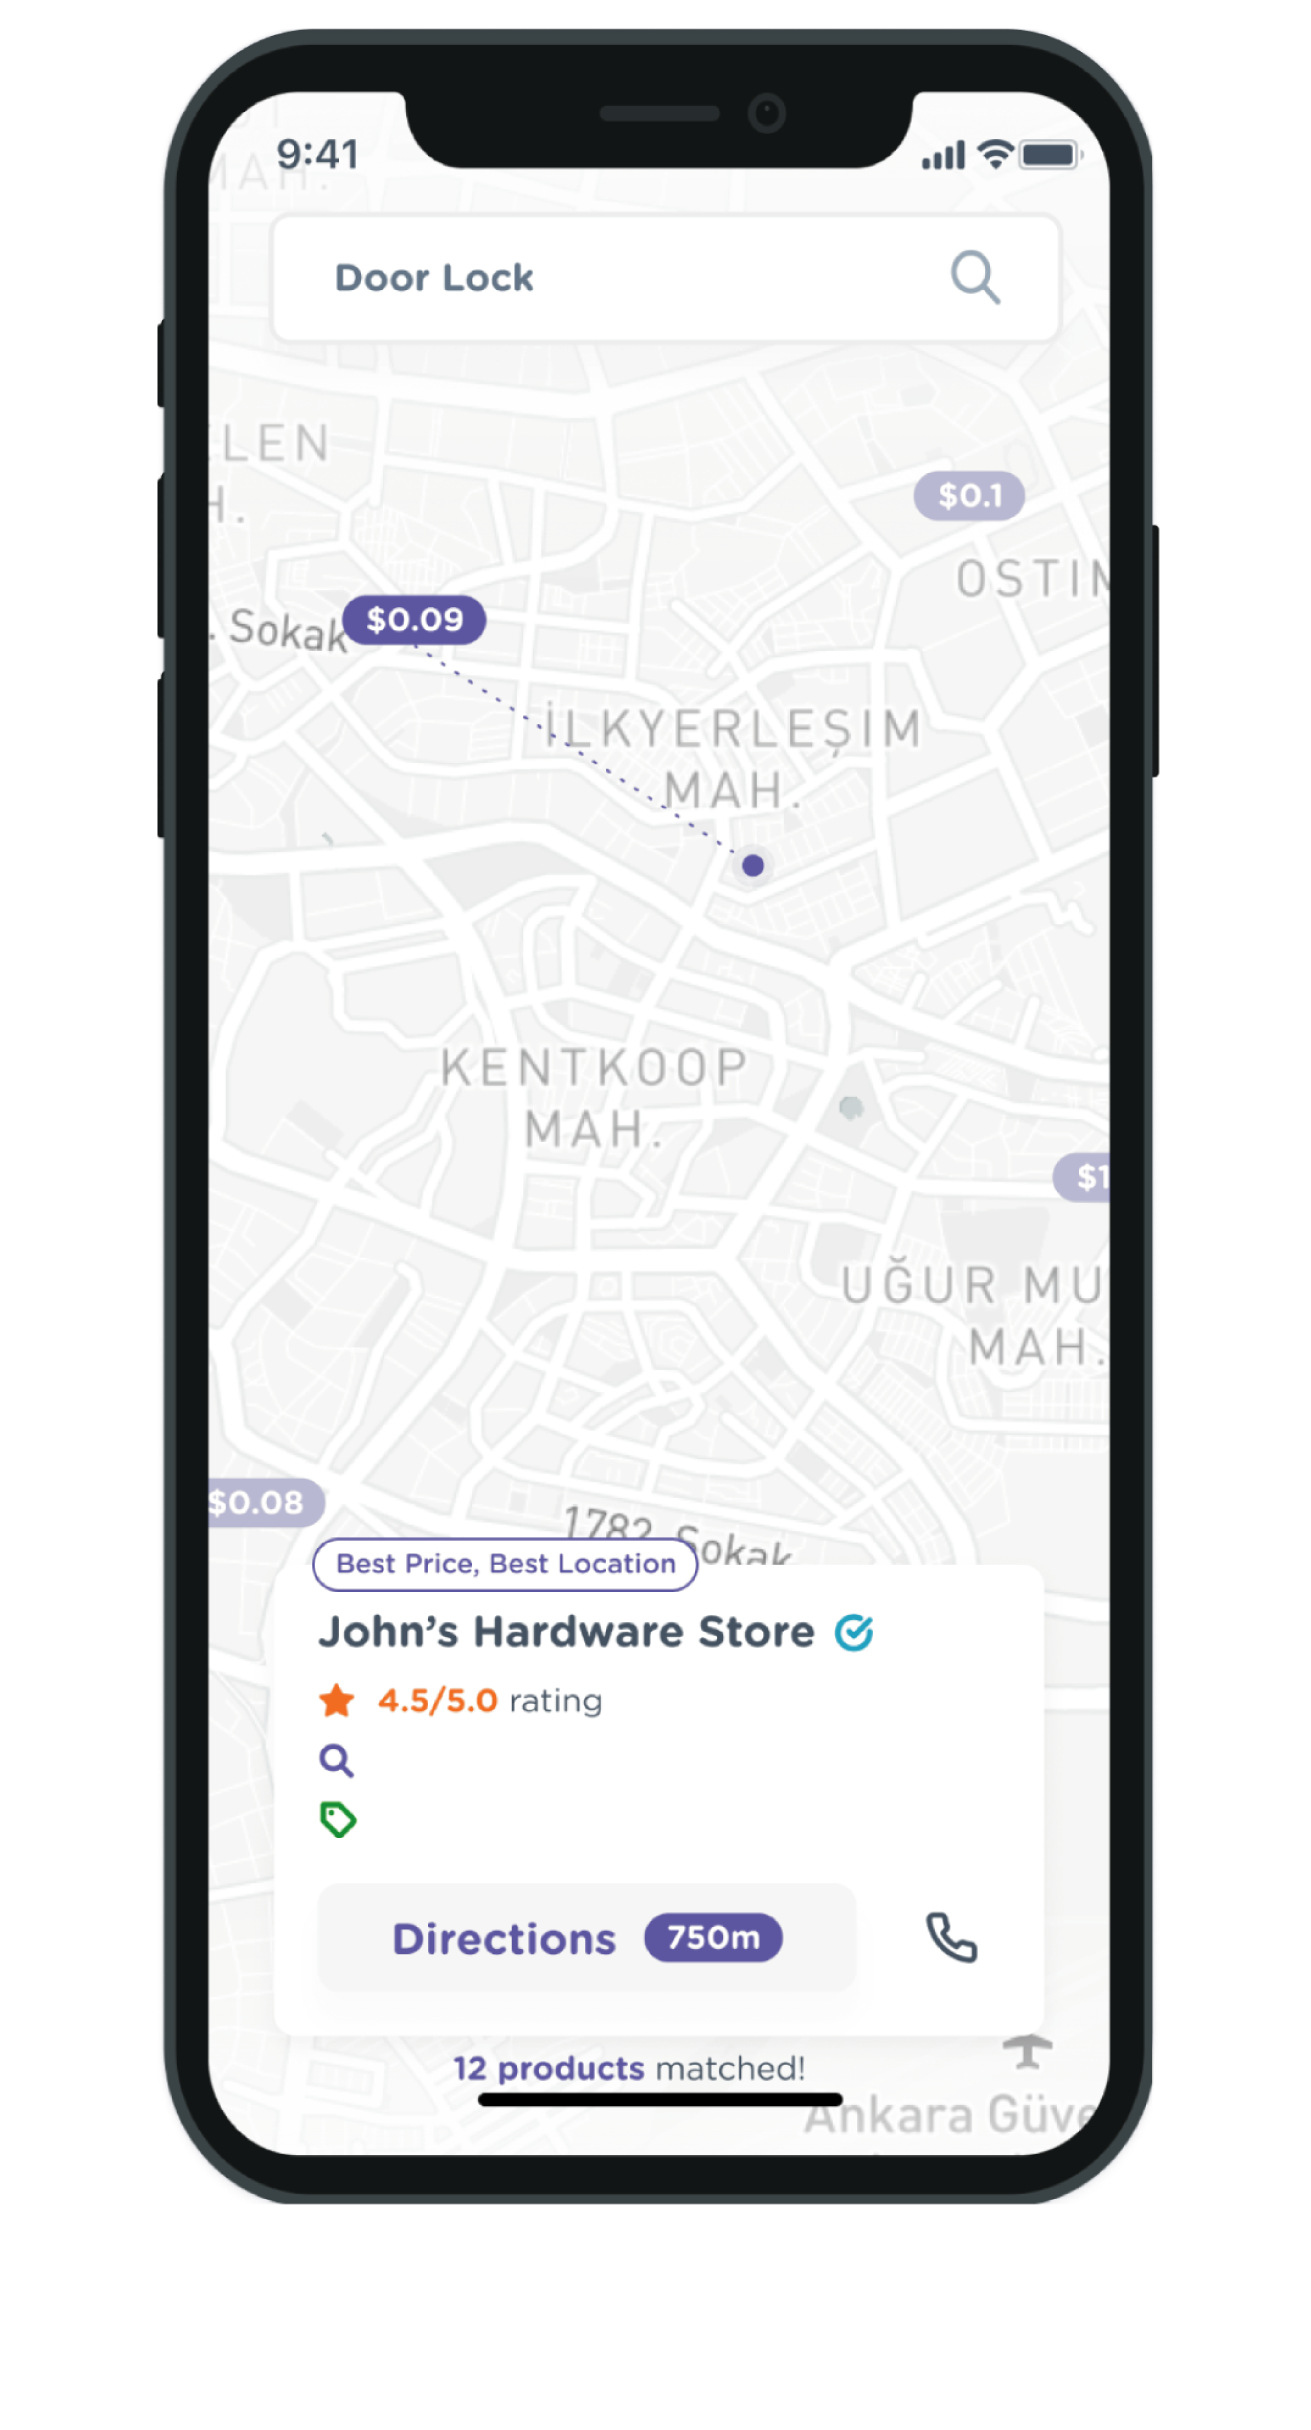 9:41
MAH.
Door Lock
LEN
H.
$0.1
OSTIM
. Sokak
$0.09
İLKYERLEŞIM
MAH.
KENTKOOP
MAH.
$1
UĞUR MU
MAH.
$0.08
1782. Sokak
Best Price, Best Location
John's Hardware Store
4.5/5.0 rating
Directions 750m
12 products matched!
Ankara Güve